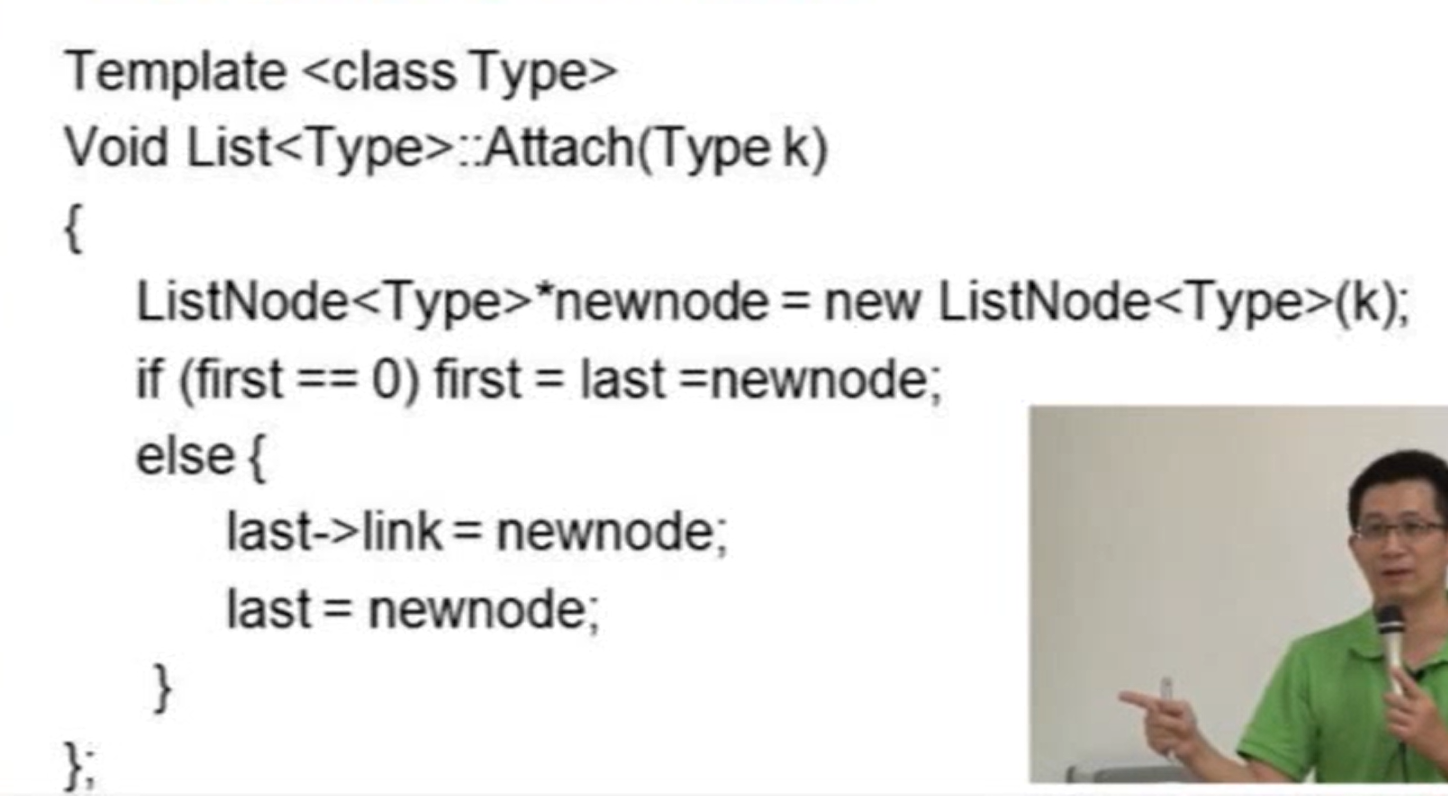 Template <class Type>
Void List<Type>::Attach(Type k)
{
ListNode<Type>*newnode = new ListNode<Type>(k);
if (first == 0) first = last =newnode;
else {
last->link = newnode;
last = newnode;
}
};